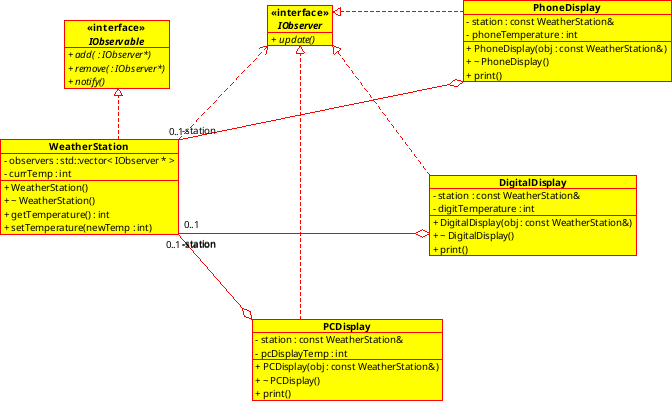 «interface»
IObservable
+ add( : IObserver*)
+ remove( : IObserver*)
+ notify()
«interface»
IObserver
+ update()
PhoneDisplay
- station : const WeatherStation&
- phoneTemperature : int
+ PhoneDisplay(obj : const WeatherStation&)
+ ~ PhoneDisplay()
+ print()
WeatherStation
- observers : std::vector< IObserver * >
- currTemp : int
+ WeatherStation()
+ ~ WeatherStation()
+ getTemperature() : int
+ setTemperature(newTemp : int)
0..1
-station
0..1
0..1
-station
DigitalDisplay
- station : const WeatherStation&
- digitTemperature : int
+ DigitalDisplay(obj : const WeatherStation&)
+ ~ DigitalDisplay()
+ print()
PCDisplay
- station : const WeatherStation&
- pcDisplayTemp : int
+ PCDisplay(obj : const WeatherStation&)
+ ~ PCDisplay()
+ print()